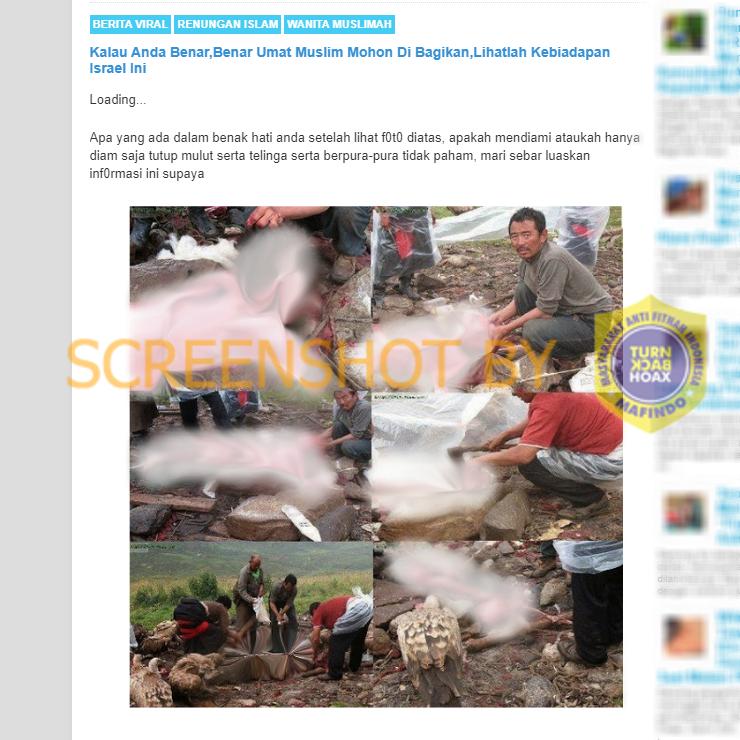 BERITA VIRAL RENUNGAN ISLAM WANITA MUSLIMAH
Kalau Anda Benar,Benar Umat Muslim Mohon Di Bagikan,Lihatlah Kebiadapan
Israel Ini
Loading...
Apa yang ada dalam benak hati anda setelah lihat f0t0 diatas, apakah mendiami ataukah hanya
diam saja tutup mulut serta telinga serta berpura-pura tidak paham, mari sebar luaskan
inf0rmasi ini supaya
SCREENSHOT BY
MASYARAKAT ANTI FITNAH INDONESIA
TURN
BACK
HOAX
MAFINDO